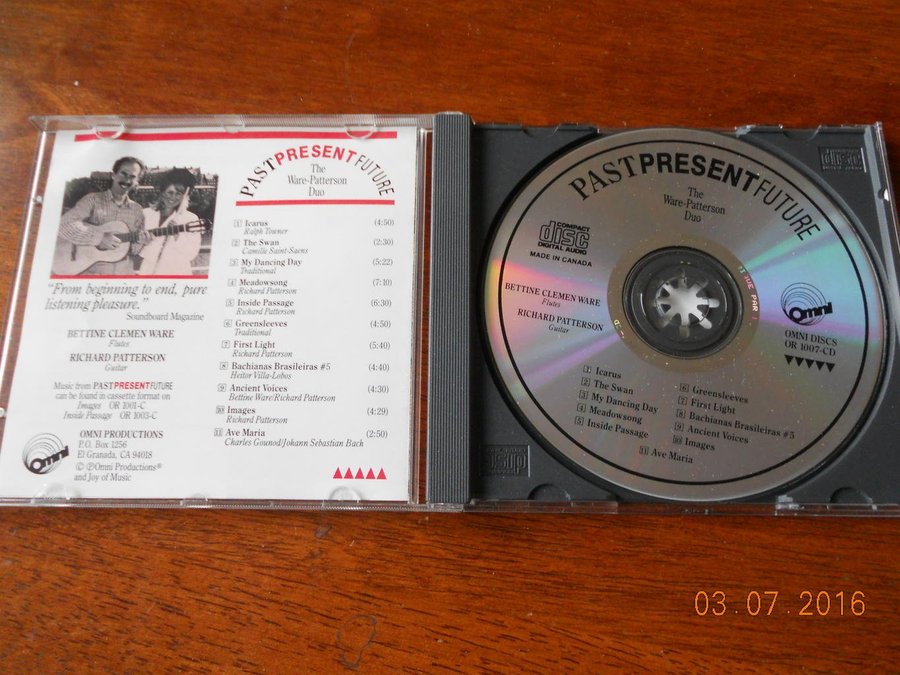 PASTPRESENTFUTURE
The
Ware-Patterson
Duo
"From beginning to end, pure
listening pleasure."
Soundboard Magazine
BETTINE CLEMEN WARE
Flutes
RICHARD PATTERSON
Guitar
Music from PASTPRESENTFUTURE
can be found in cassette format on
Images OR 1001-C
Inside Passage OR 1003-C
Omni
OMNI PRODUCTIONS
P.O. Box 1256
El Granada, CA 94018
© ℗Omni Productions®
and Joy of Music
1 Icarus (4:50)
Ralph Towner
2 The Swan (2:30)
Camille Saint-Saens
3 My Dancing Day (5:22)
Traditional
4 Meadowsong (7:10)
Richard Patterson
5 Inside Passage (6:30)
Richard Patterson
6 Greensleeves (4:50)
Traditional
7 First Light (5:40)
Richard Patterson
8 Bachianas Brasileiras #5 (4:40)
Heitor Villa-Lobos
9 Ancient Voices (4:30)
Bettine Ware/Richard Patterson
10 Images (4:29)
Richard Patterson
11 Ave Maria (2:50)
Charles Gounod/Johann Sebastian Bach
PASTPRESENTFUTURE
The
Ware-Patterson
Duo
COMPACT
disc
DIGITAL AUDIO
MADE IN CANADA
BETTINE CLEMEN WARE
Flutes
RICHARD PATTERSON
Guitar
Omni
OMNI DISCS
OR 1007-CD
1 Icarus
2 The Swan
3 My Dancing Day
4 Meadowsong
5 Inside Passage
6 Greensleeves
7 First Light
8 Bachianas Brasileiras #5
9 Ancient Voices
10 Images
11 Ave Maria
disc
disc
03.07.2016